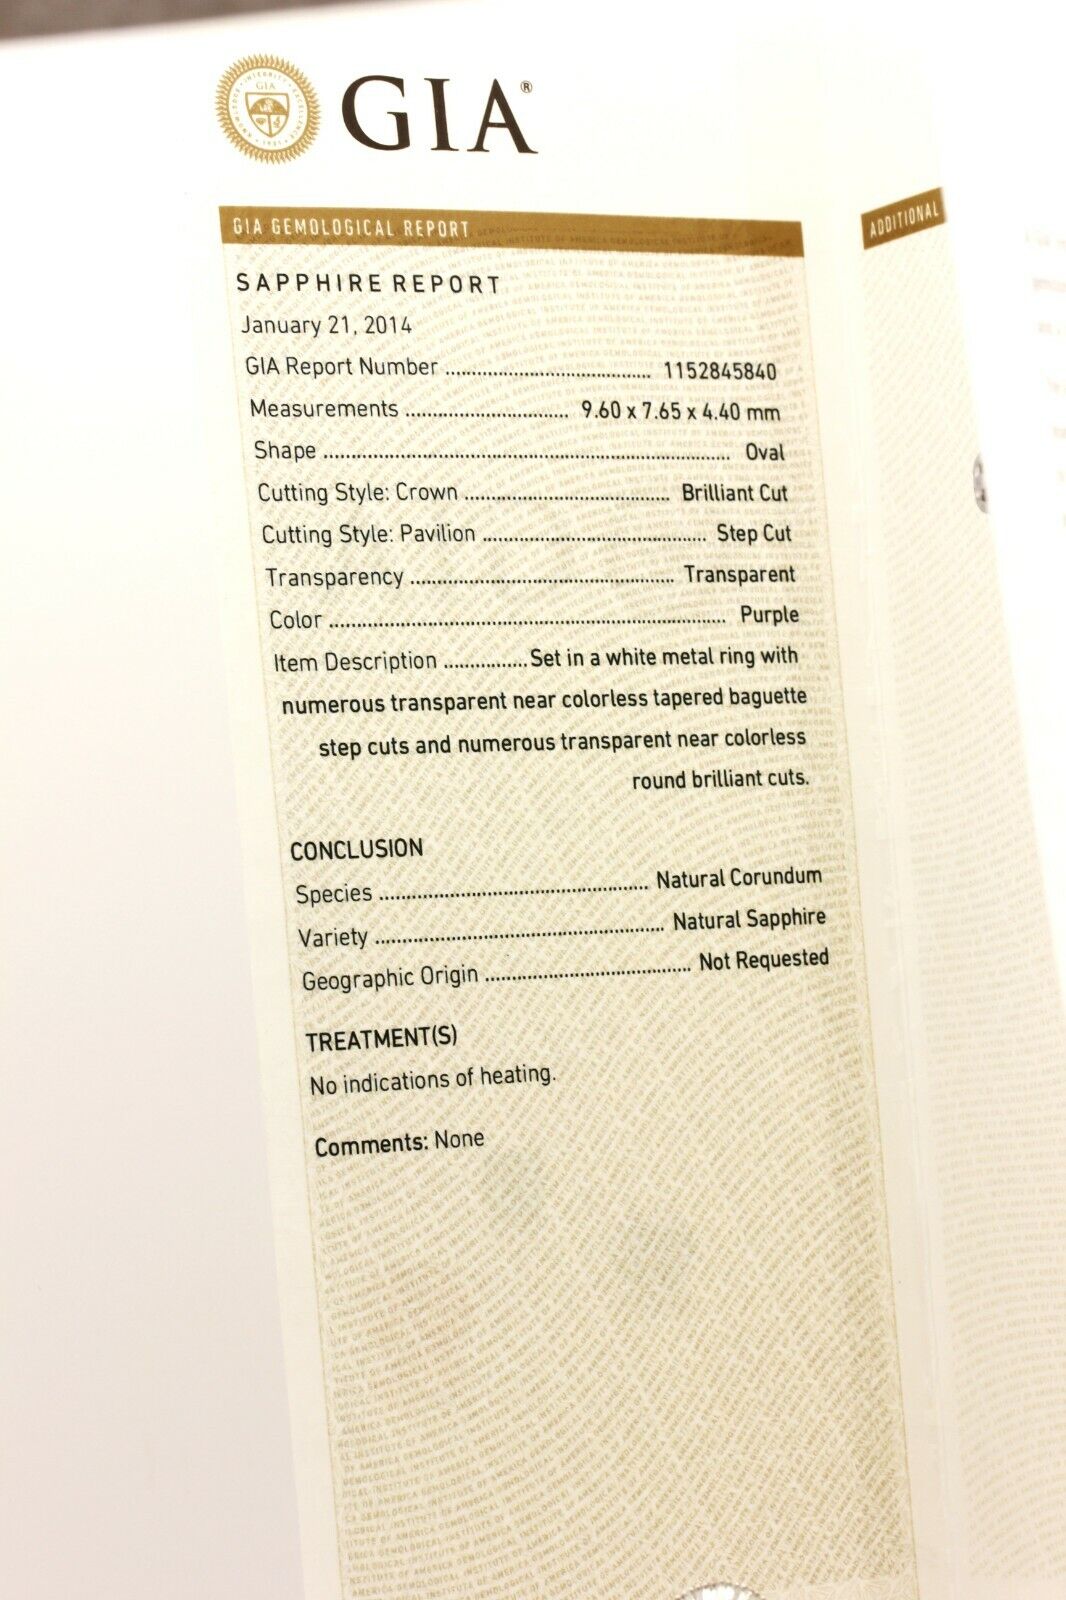 GIA®
GIA GEMOLOGICAL REPORT
ADDITIONAL
SAPPHIRE REPORT
January 21, 2014
GIA Report Number .................................... 1152845840
Measurements ............................. 9.60 x 7.65 x 4.40 mm
Shape ......................................................................... Oval
Cutting Style: Crown ..................................... Brilliant Cut
Cutting Style: Pavilion ........................................ Step Cut
Transparency ............................................... Transparent
Color ....................................................................... Purple
Item Description ................Set in a white metal ring with
numerous transparent near colorless tapered baguette
step cuts and numerous transparent near colorless
round brilliant cuts.
CONCLUSION
Species ................................................ Natural Corundum
Variety .................................................... Natural Sapphire
Geographic Origin ..................................... Not Requested
TREATMENT(S)
No indications of heating.
Comments: None